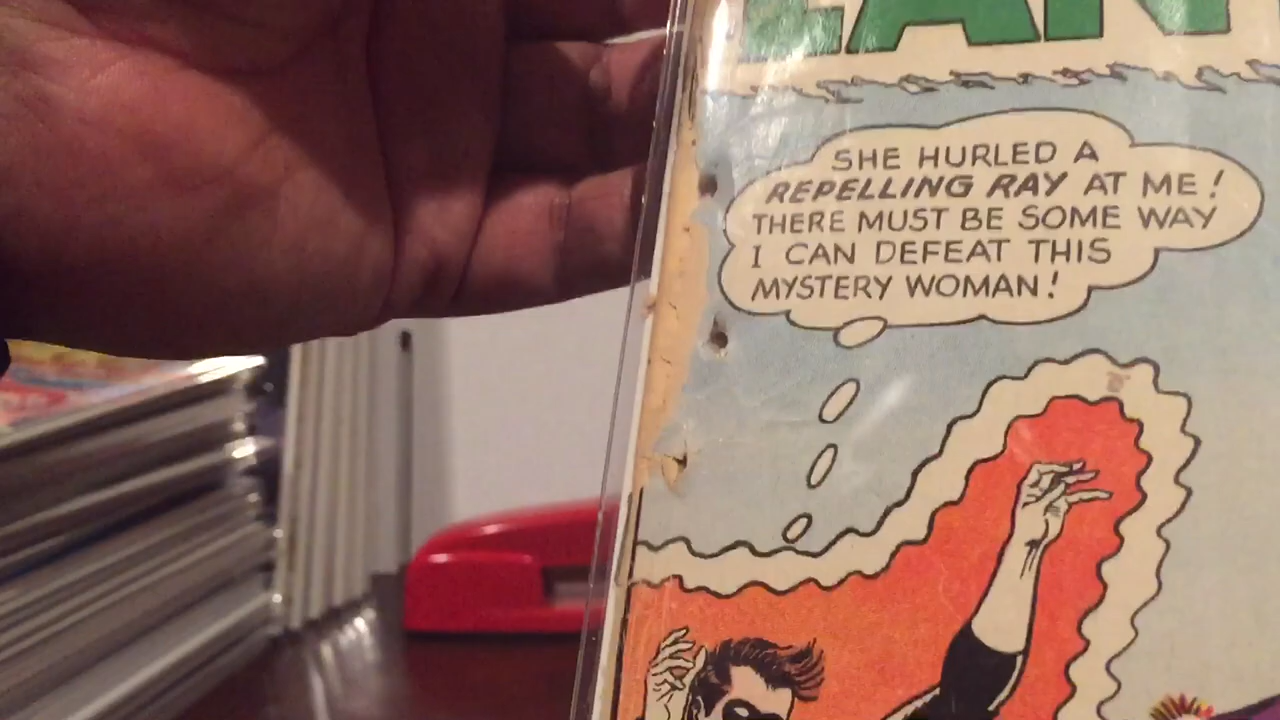 SHE HURLED A
REPELLING RAY AT ME!
THERE MUST BE SOME WAY
I CAN DEFEAT THIS
MYSTERY WOMAN!